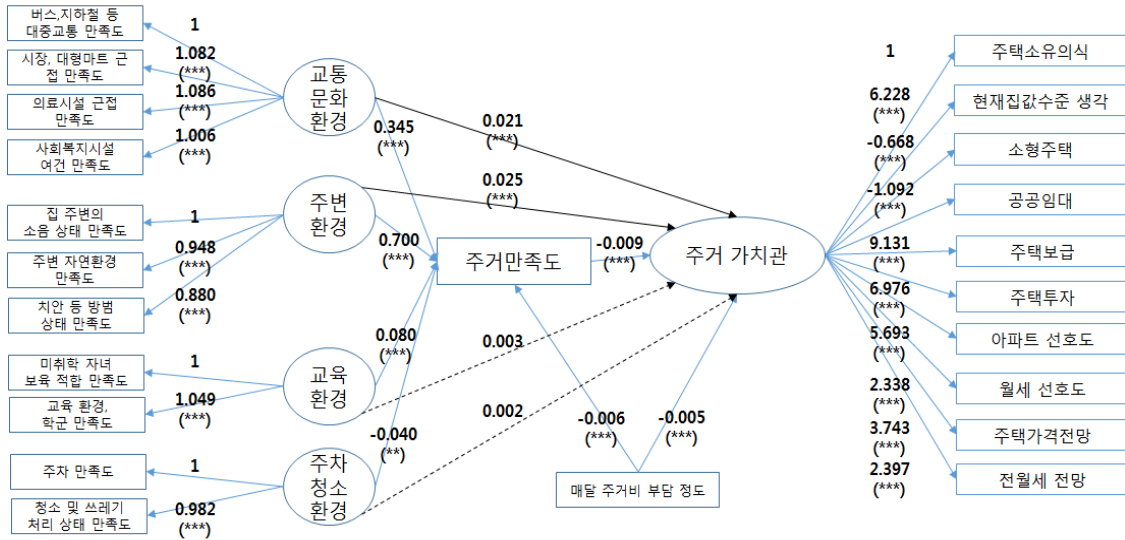 버스,지하철 등
대중교통 만족도
1
시장, 대형마트 근
접 만족도
1.082
(***)
의료시설 근접
만족도
1.086
(***)
사회복지시설
여건 만족도
1.006
(***)
교통
문화
환경
0.345
(***)
0.021
(***)
집 주변의
소음 상태 만족도
1
주변 자연환경
만족도
0.948
(***)
치안 등 방범
상태 만족도
0.880
(***)
주변
환경
0.700
(***)
0.025
(***)
주거만족도
-0.009
(***)
주거 가치관
미취학 자녀
보육 적합 만족도
1
교육 환경,
학군 만족도
1.049
(***)
교육
환경
0.080
(***)
0.003
주차 만족도
1
청소 및 쓰레기
처리 상태 만족도
0.982
(***)
주차
청소
환경
-0.040
(**)
0.002
-0.006
(***)
-0.005
(***)
매달 주거비 부담 정도
1
주택소유의식
6.228
(***)
현재집값수준 생각
-0.668
(***)
소형주택
-1.092
(***)
공공임대
9.131
(***)
주택보급
6.976
(***)
주택투자
5.693
(***)
아파트 선호도
2.338
(***)
월세 선호도
3.743
(***)
주택가격전망
2.397
(***)
전월세 전망